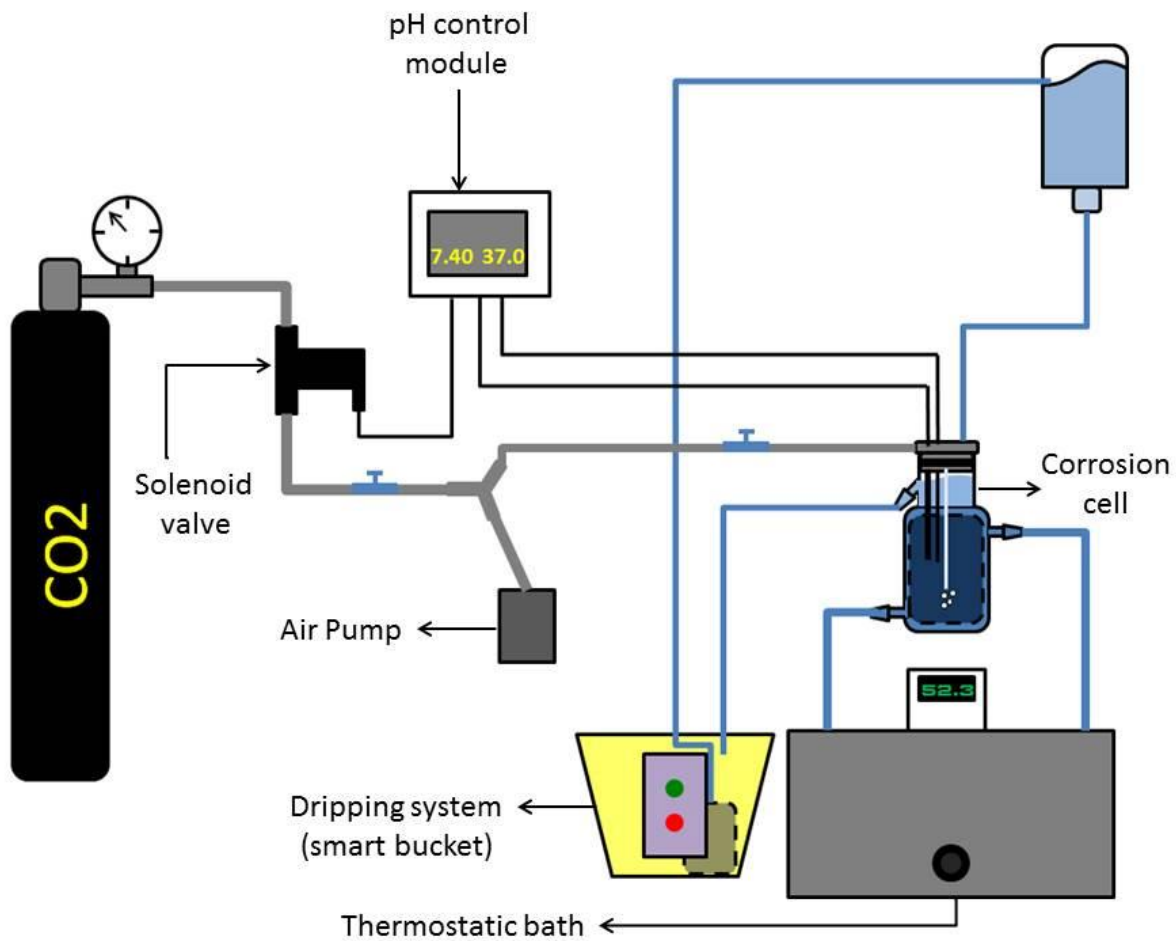 pH control
module
7.40 37.0
Solenoid
valve
CO2
Corrosion
cell
Air Pump
52.3
Dripping system
(smart bucket)
Thermostatic bath